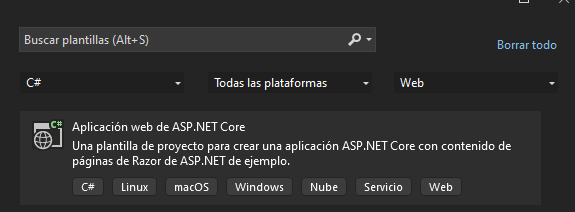 Buscar plantillas (Alt+S)
Borrar todo
C#
Todas las plataformas
Web
C#
Aplicación web de ASP.NET Core
Una plantilla de proyecto para crear una aplicación ASP.NET Core con contenido de
páginas de Razor de ASP.NET de ejemplo.
C#
Linux
macOS
Windows
Nube
Servicio
Web